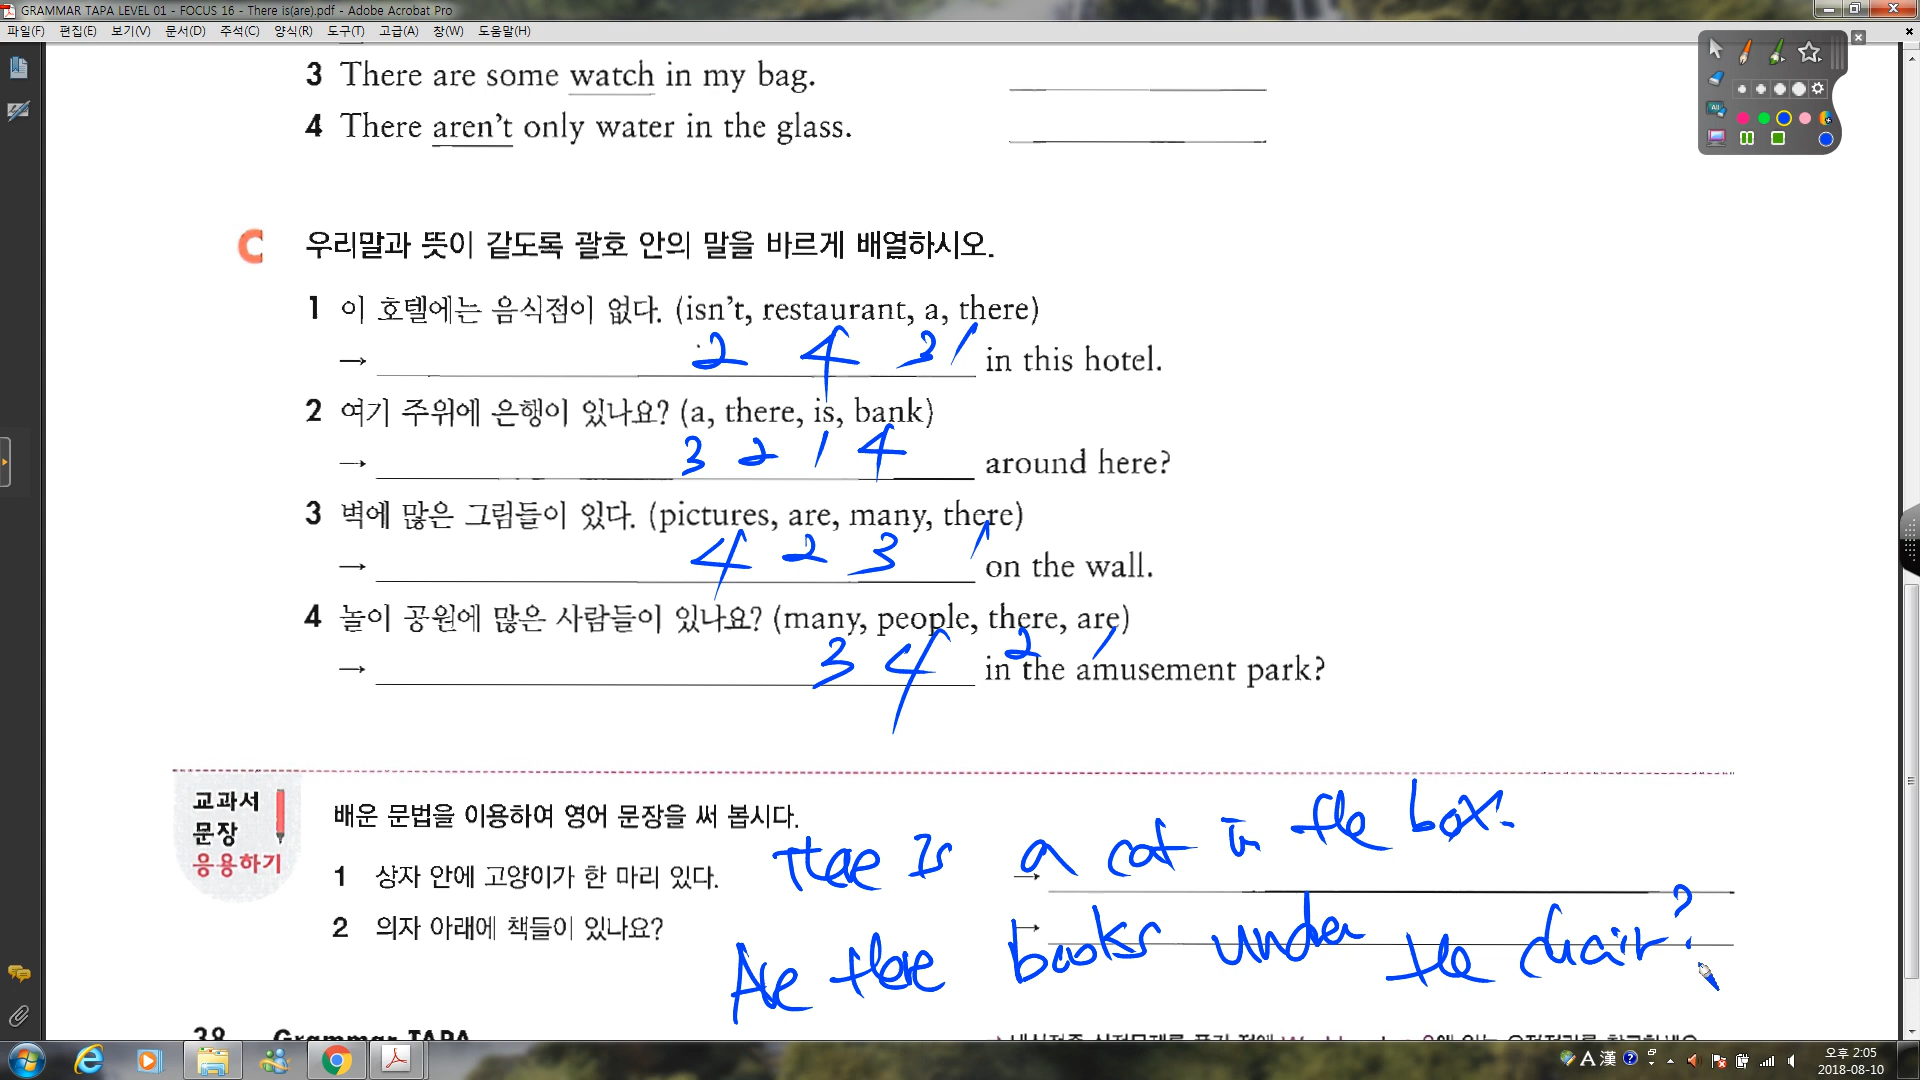 GRAMMAR TAPA LEVEL 01 - FOCUS 16 - There is(are).pdf - Adobe Acrobat Pro
파일(F) 편집(E) 보기(V) 문서(D) 주석(C) 양식(R) 도구(T) 고급(A) 창(W) 도움말(H)
3 There are some watch in my bag.
4 There aren't only water in the glass.
C 우리말과 뜻이 같도록 괄호 안의 말을 바르게 배열하시오.
1 이 호텔에는 음식점이 없다. (isn't, restaurant, a, there)
2 4 3 1
→ in this hotel.
2 여기 주위에 은행이 있나요? (a, there, is, bank)
3 2 1 4
→ around here?
3 벽에 많은 그림들이 있다. (pictures, are, many, there)
4 2 3 1
→ on the wall.
4 놀이 공원에 많은 사람들이 있나요? (many, people, there, are)
3 4 2 1
→ in the amusement park?
교과서
문장
응용하기
배운 문법을 이용하여 영어 문장을 써 봅시다.
1 상자 안에 고양이가 한 마리 있다. →
There is a cat in the box.
2 의자 아래에 책들이 있나요? →
Are there books under the chair?
38 Grammar TAPA
A 漢
오후 2:05
2018-08-10